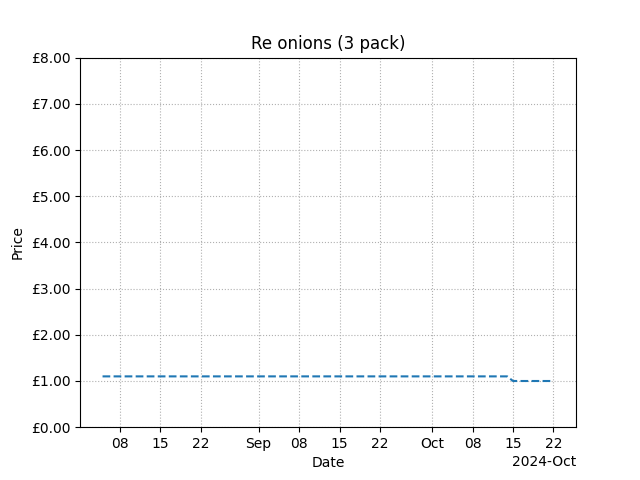 Re onions (3 pack)
£8.00
£7.00
£6.00
£5.00
£4.00
£3.00
£2.00
£1.00
£0.00
Price
08 15 22 Sep 08 15 22 Oct 08 15 22
Date
2024-Oct